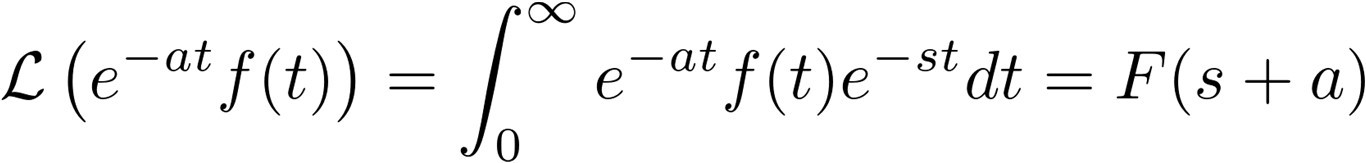 ℒ (e^{-at} f(t)) = ∫_0^∞ e^{-at} f(t)e^{-st} dt = F(s + a)